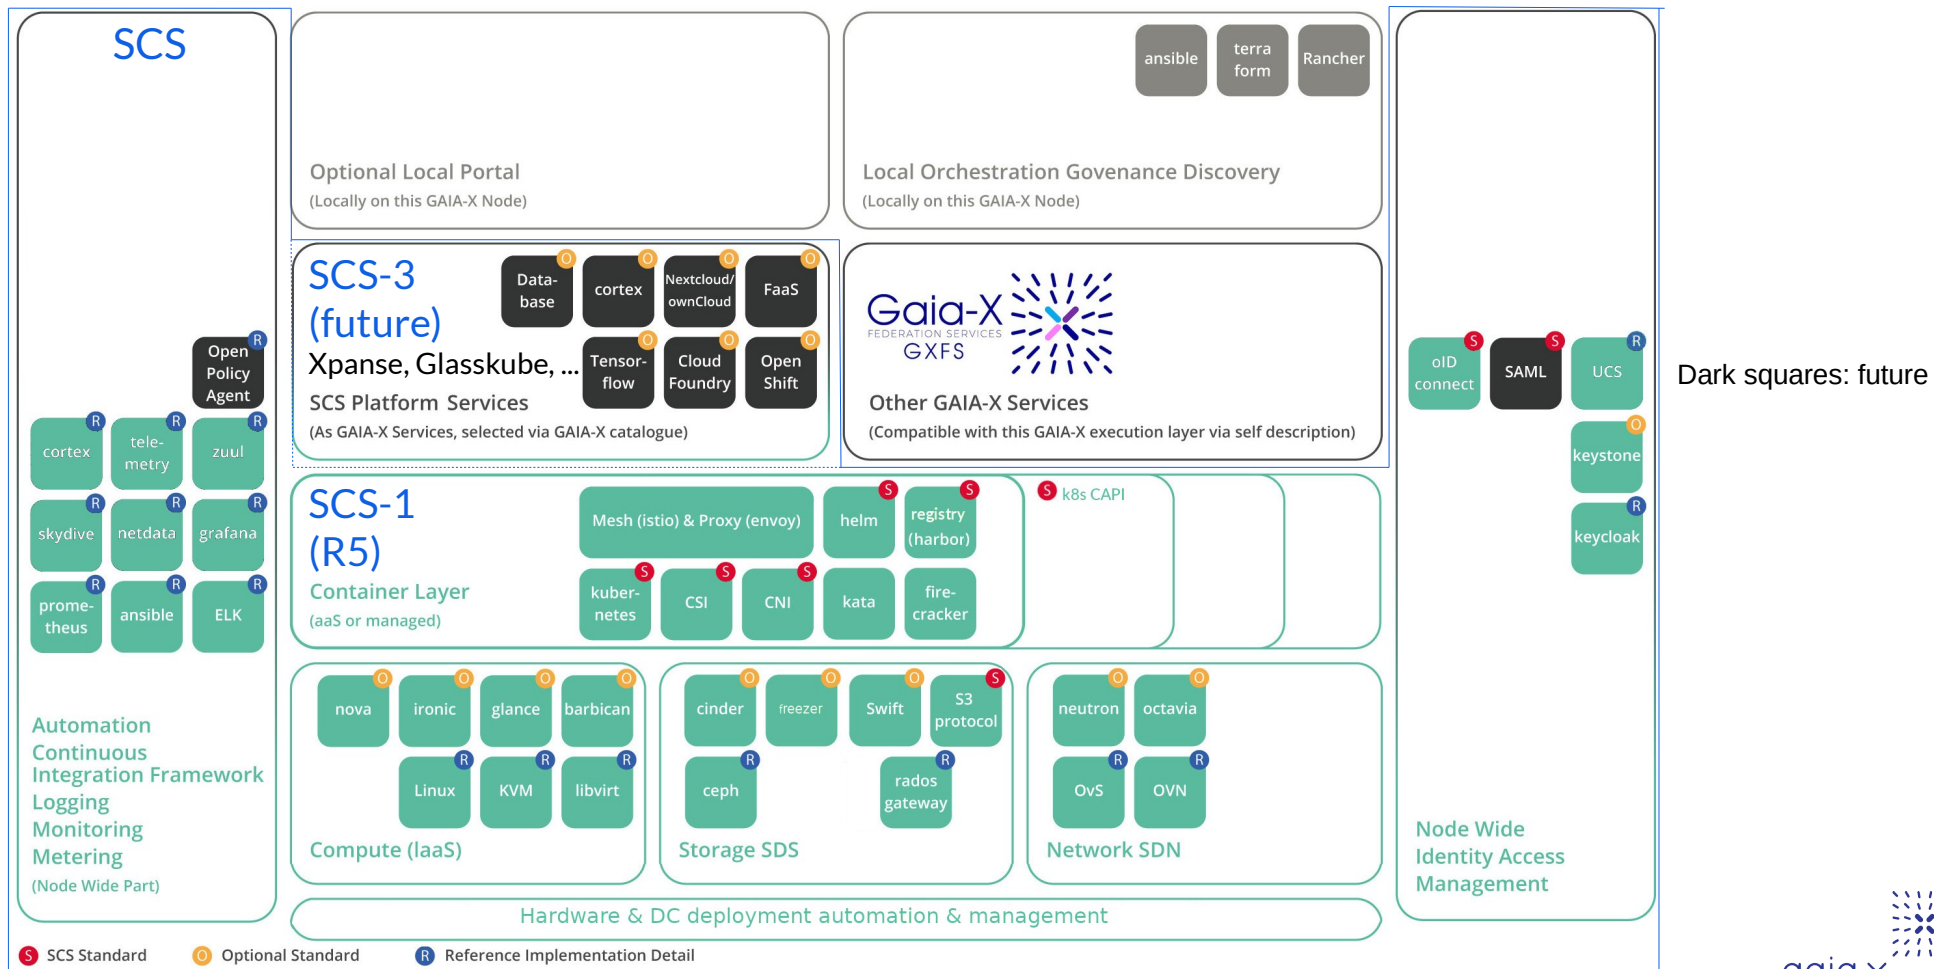 SCS
R
Open
Policy
Agent
R
cortex
R
tele-
metry
R
zuul
R
skydive
R
netdata
R
grafana
R
prome-
theus
R
ansible
R
ELK
Automation
Continuous
Integration Framework
Logging
Monitoring
Metering
(Node Wide Part)
Optional Local Portal
(Locally on this GAIA-X Node)
ansible
terra
form
Rancher
Local Orchestration Govenance Discovery
(Locally on this GAIA-X Node)
SCS-3
(future)
Xpanse, Glasskube, ...
SCS Platform Services
(As GAIA-X Services, selected via GAIA-X catalogue)
O
Data-
base
O
cortex
O
Nextcloud/
ownCloud
O
FaaS
O
Tensor-
flow
O
Cloud
Foundry
O
Open
Shift
Gaia-X
FEDERATION SERVICES
GXFS
Other GAIA-X Services
(Compatible with this GAIA-X execution layer via self description)
SCS-1
(R5)
Container Layer
(aaS or managed)
Mesh (istio) & Proxy (envoy)
S
helm
S
registry
(harbor)
S
kuber-
netes
S
CSI
S
CNI
kata
fire-
cracker
S k8s CAPI
O
nova
O
ironic
O
glance
O
barbican
R
Linux
R
KVM
R
libvirt
Compute (IaaS)
O
cinder
O
freezer
O
Swift
S
S3
protocol
R
ceph
R
rados
gateway
Storage SDS
O
neutron
O
octavia
R
OvS
R
OVN
Network SDN
Hardware & DC deployment automation & management
S
oID
connect
S
SAML
R
UCS
O
keystone
R
keycloak
Node Wide
Identity Access
Management
Dark squares: future
S SCS Standard
O Optional Standard
R Reference Implementation Detail
gaia-x